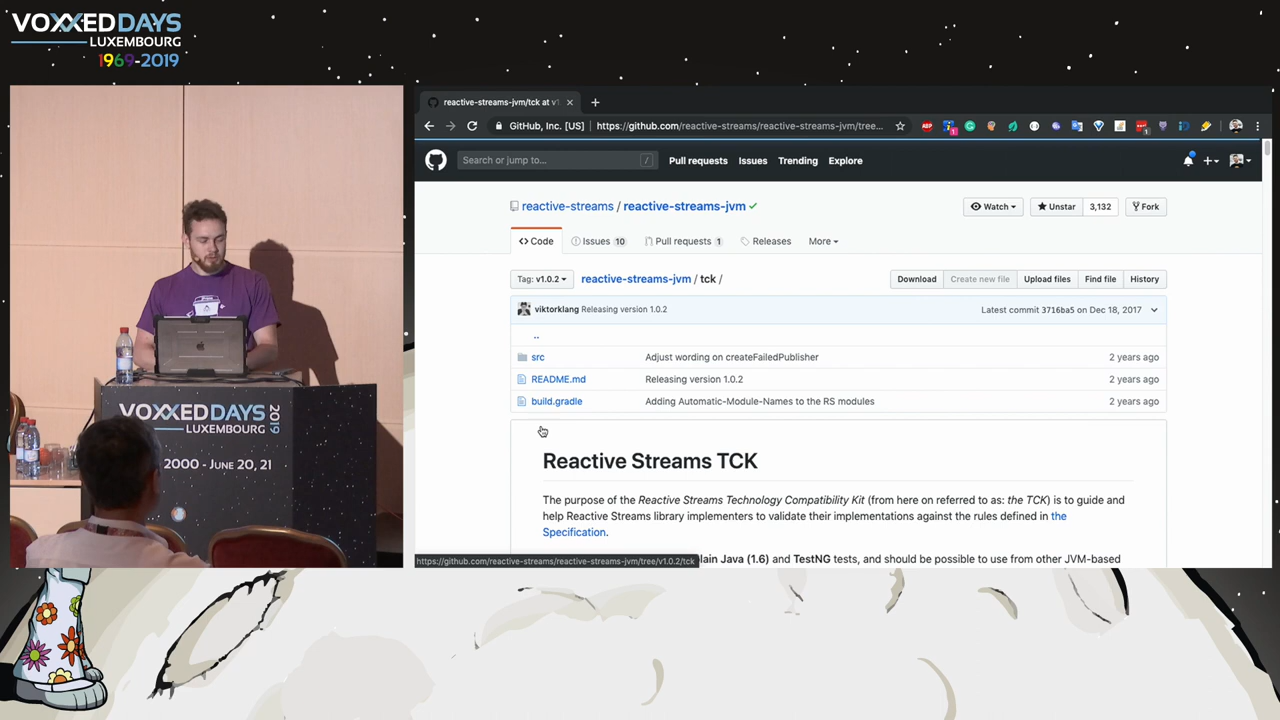 VOXXEDDAYS
LUXEMBOURG
1969-2019
reactive-streams-jvm/tck at v1
GitHub, Inc. [US]
https://github.com/reactive-streams/reactive-streams-jvm/tree...
Search or jump to...
/
Pull requests
Issues
Trending
Explore
reactive-streams / reactive-streams-jvm
Watch
Unstar
3,132
Fork
Code
Issues 10
Pull requests 1
Releases
More
Tag: v1.0.2
reactive-streams-jvm / tck /
Download
Create new file
Upload files
Find file
History
viktorklang Releasing version 1.0.2
Latest commit 3716ba5 on Dec 18, 2017
..
src
Adjust wording on createFailedPublisher
2 years ago
README.md
Releasing version 1.0.2
2 years ago
build.gradle
Adding Automatic-Module-Names to the RS modules
2 years ago
Reactive Streams TCK
The purpose of the Reactive Streams Technology Compatibility Kit (from here on referred to as: the TCK) is to guide and
help Reactive Streams library implementers to validate their implementations against the rules defined in the
Specification.
lain Java (1.6) and TestNG tests, and should be possible to use from other JVM-based
https://github.com/reactive-streams/reactive-streams-jvm/tree/v1.0.2/tck
VOXXEDDAYS
LUXEMBOURG
2019
2000 - JUNE 20, 21